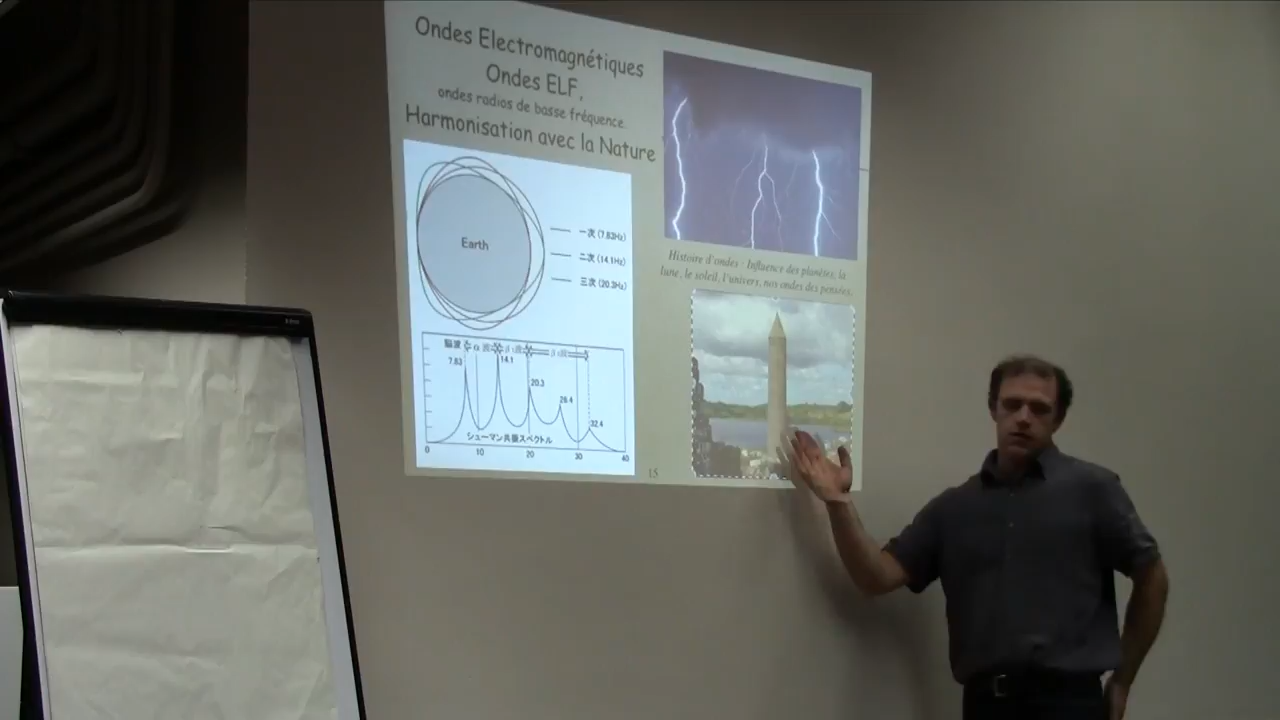 Ondes Electromagnétiques
Ondes ELF,
ondes radios de basse fréquence.
Harmonisation avec la Nature
Earth
一次 (7.83Hz)
二次 (14.1Hz)
三次 (20.3Hz)
脳波
7.83
14.1
20.3
26.4
32.4
シューマン共振スペクトル
0 10 20 30 40
Histoire d'ondes : Influence des planètes, la
lune, le soleil, l'univers, nos ondes des pensées.
15